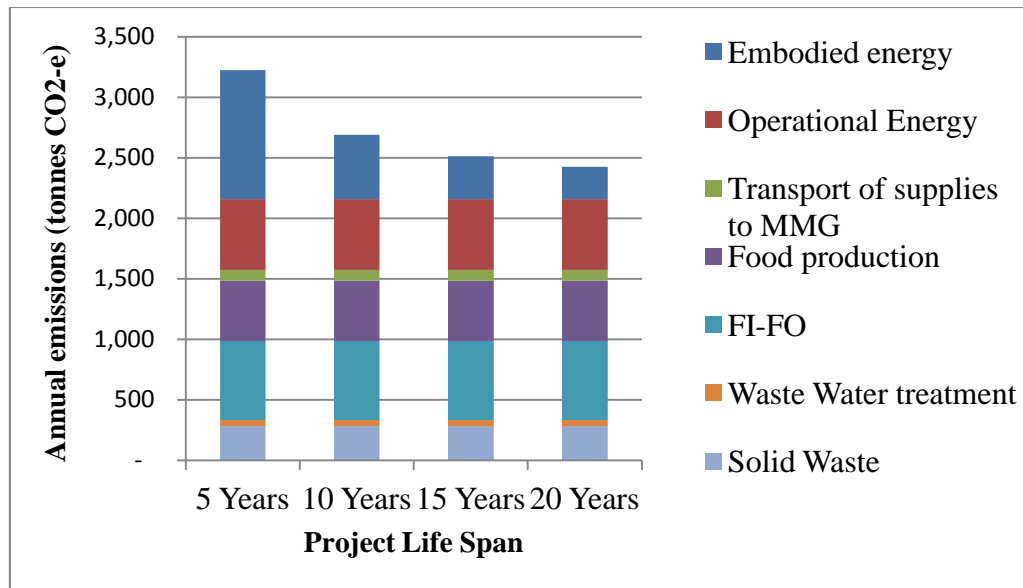 Annual emissions (tonnes CO2-e)
3,500
3,000
2,500
2,000
1,500
1,000
500
-
5 Years
10 Years
15 Years
20 Years
Project Life Span
Embodied energy
Operational Energy
Transport of supplies
to MMG
Food production
FI-FO
Waste Water treatment
Solid Waste